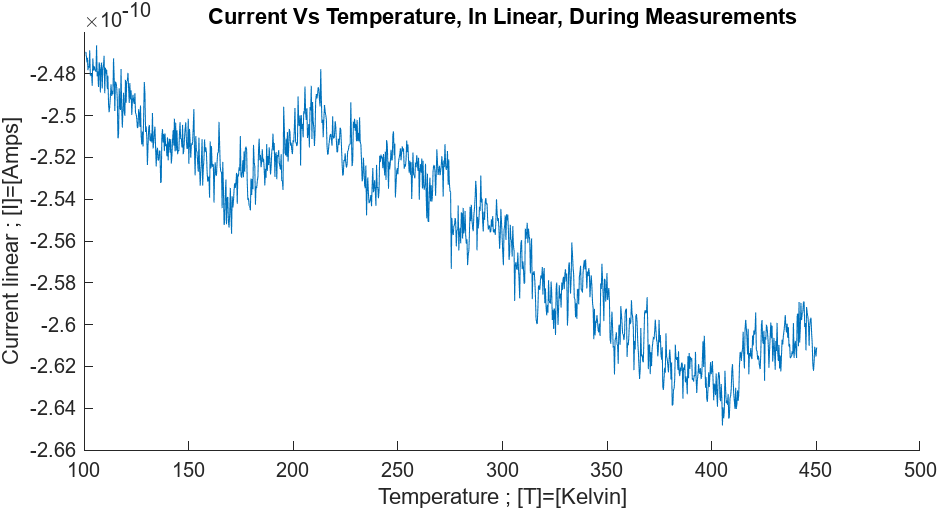 Current Vs Temperature, In Linear, During Measurements
×10^-10
-2.48
-2.5
-2.52
-2.54
-2.56
-2.58
-2.6
-2.62
-2.64
-2.66
Current linear ; [I]=[Amps]
100 150 200 250 300 350 400 450 500
Temperature ; [T]=[Kelvin]